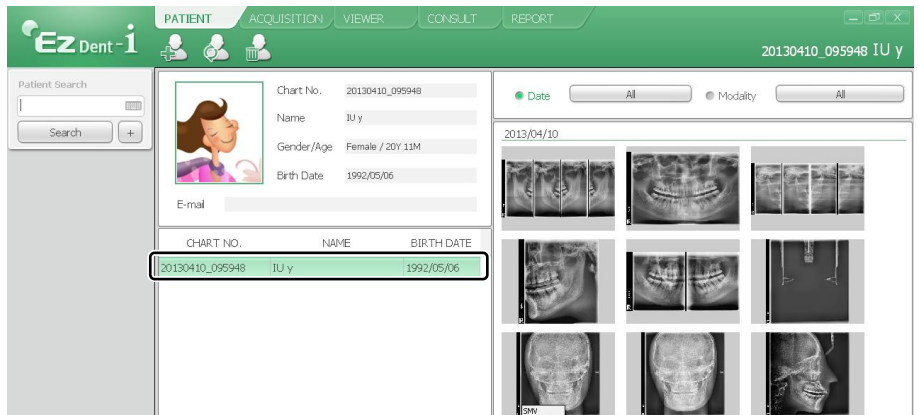 Ez Dent-i
PATIENT ACQUISITION VIEWER CONSULT REPORT
20130410_095948 IU y
Patient Search
Search +
Chart No. 20130410_095948
Name IU y
Gender/Age Female / 20Y 11M
Birth Date 1992/05/06
E-mail
CHART NO. NAME BIRTH DATE
20130410_095948 IU y 1992/05/06
Date All Modality All
2013/04/10
R
R
R
SMV